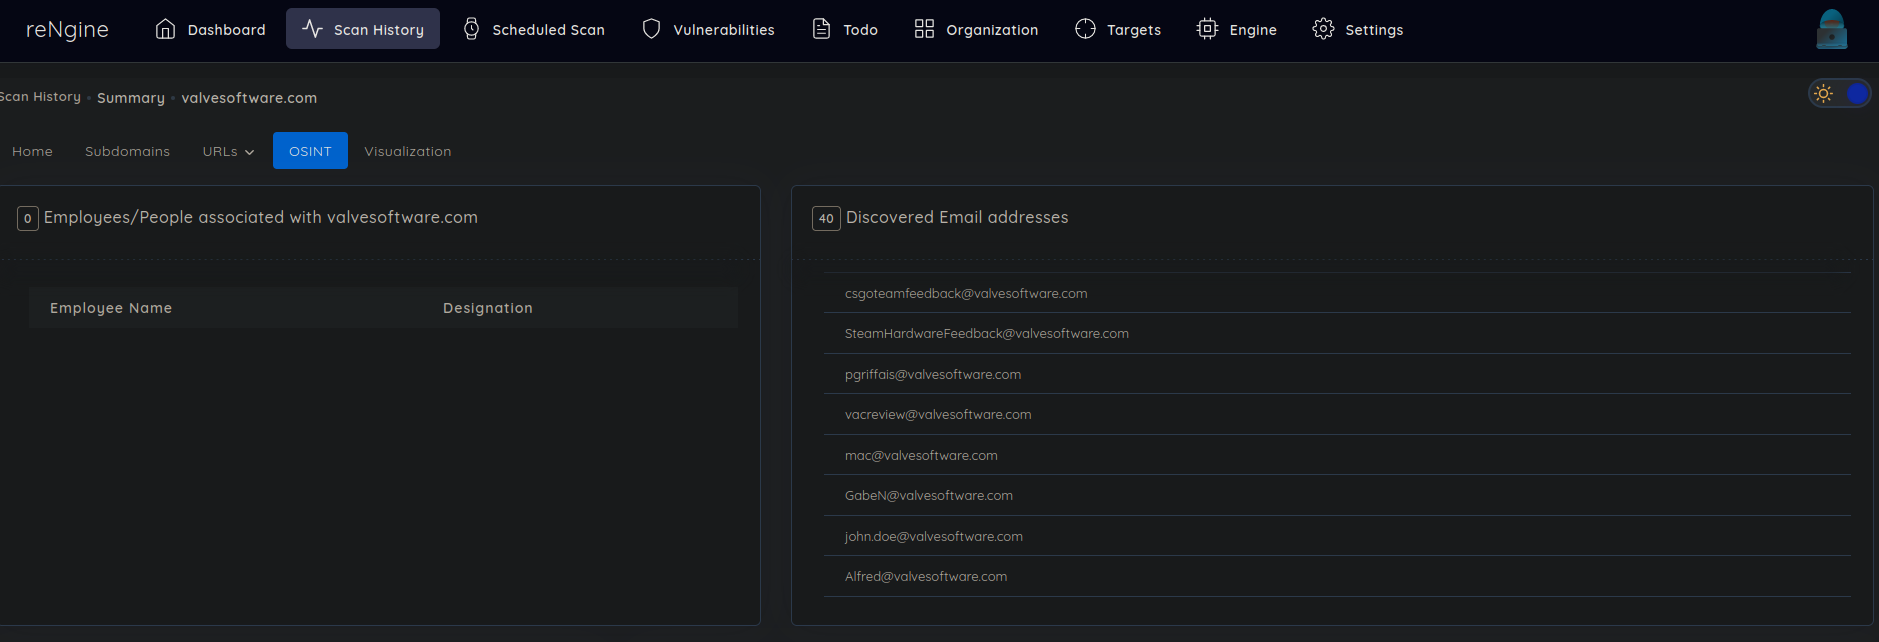 reNgine Dashboard Scan History Scheduled Scan Vulnerabilities Todo Organization Targets Engine Settings
Scan History • Summary • valvesoftware.com
Home Subdomains URLs OSINT Visualization
0 Employees/People associated with valvesoftware.com
Employee Name Designation
40 Discovered Email addresses
csgoteamfeedback@valvesoftware.com
SteamHardwareFeedback@valvesoftware.com
pgriffais@valvesoftware.com
vacreview@valvesoftware.com
mac@valvesoftware.com
GabeN@valvesoftware.com
john.doe@valvesoftware.com
Alfred@valvesoftware.com